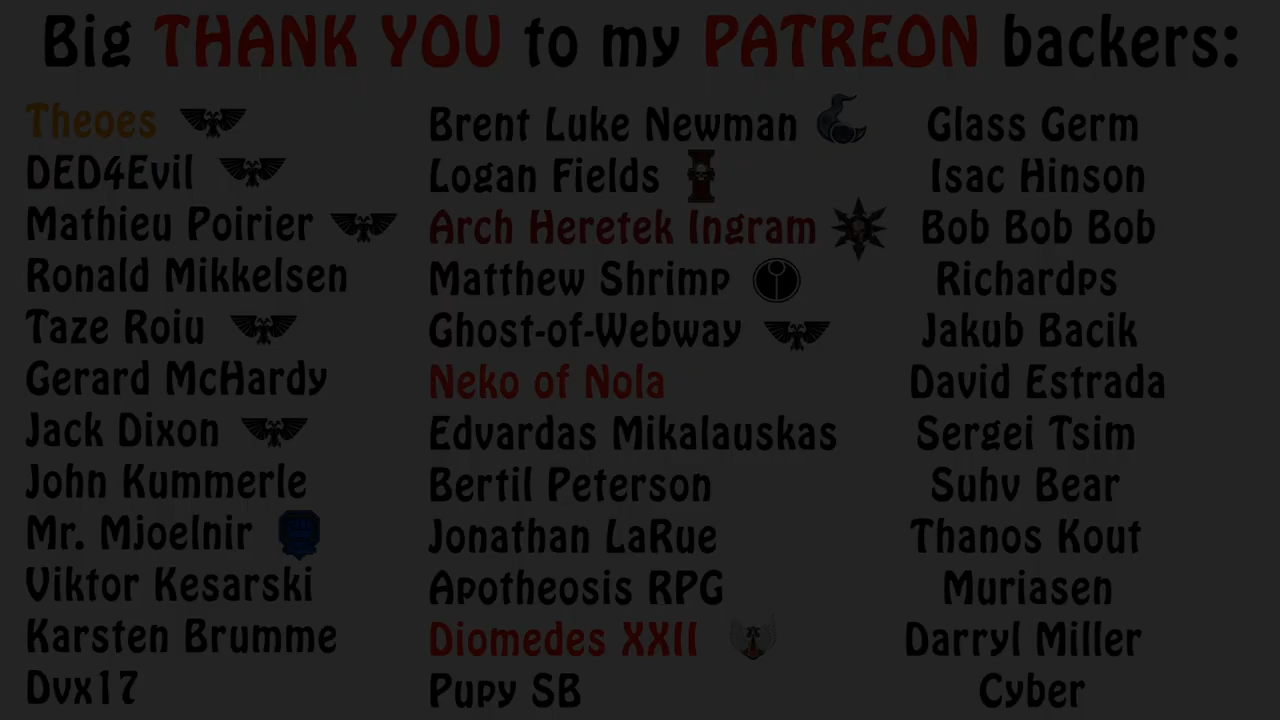 Big THANK YOU to my PATREON backers:
Theoes
DED4Evil
Mathieu Poirier
Ronald Mikkelsen
Taze Roiu
Gerard McHardy
Jack Dixon
John Kummerle
Mr. Mjoelnir
Viktor Kesarski
Karsten Brumme
Dvx17
Brent Luke Newman
Logan Fields
Arch Heretek Ingram
Matthew Shrimp
Ghost-of-Webway
Neko of Nola
Edvardas Mikalauskas
Bertil Peterson
Jonathan LaRue
Apotheosis RPG
Diomedes XXII
Pupy SB
Glass Germ
Isac Hinson
Bob Bob Bob
Richardps
Jakub Bacik
David Estrada
Sergei Tsim
Suhv Bear
Thanos Kout
Muriasen
Darryl Miller
Cyber